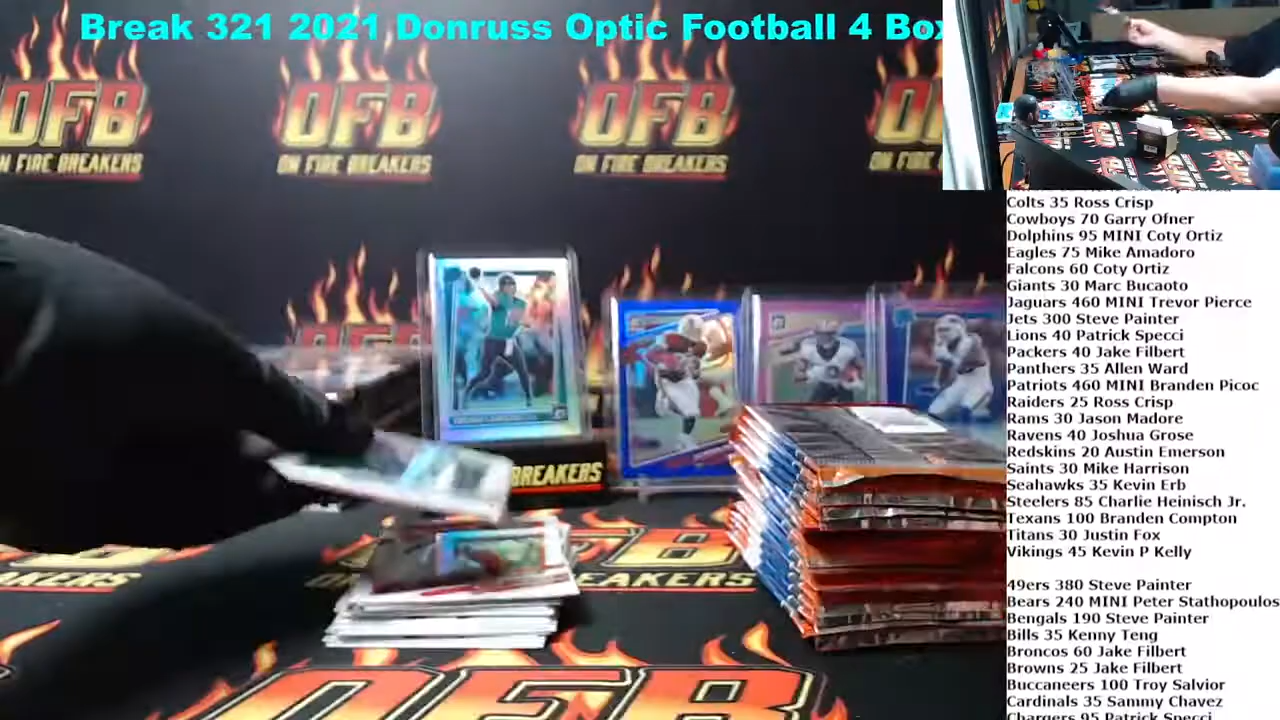 Break 321 2021 Donruss Optic Football 4 Box
OFB
ON FIRE BREAKERS
OFB
ON FIRE BREAKERS
OFB
ON FIRE BREAKERS
ON FIRE
BREAKERS
Colts 35 Ross Crisp
Cowboys 70 Garry Ofner
Dolphins 95 MINI Coty Ortiz
Eagles 75 Mike Amadoro
Falcons 60 Coty Ortiz
Giants 30 Marc Bucaoto
Jaguars 460 MINI Trevor Pierce
Jets 300 Steve Painter
Lions 40 Patrick Specci
Packers 40 Jake Filbert
Panthers 35 Allen Ward
Patriots 460 MINI Branden Picoc
Raiders 25 Ross Crisp
Rams 30 Jason Madore
Ravens 40 Joshua Grose
Redskins 20 Austin Emerson
Saints 30 Mike Harrison
Seahawks 35 Kevin Erb
Steelers 85 Charlie Heinisch Jr.
Texans 100 Branden Compton
Titans 30 Justin Fox
Vikings 45 Kevin P Kelly
49ers 380 Steve Painter
Bears 240 MINI Peter Stathopoulos
Bengals 190 Steve Painter
Bills 35 Kenny Teng
Broncos 60 Jake Filbert
Browns 25 Jake Filbert
Buccaneers 100 Troy Salvior
Cardinals 35 Sammy Chavez
Chargers 95 Patrick Specci
BREAKERS
OFB